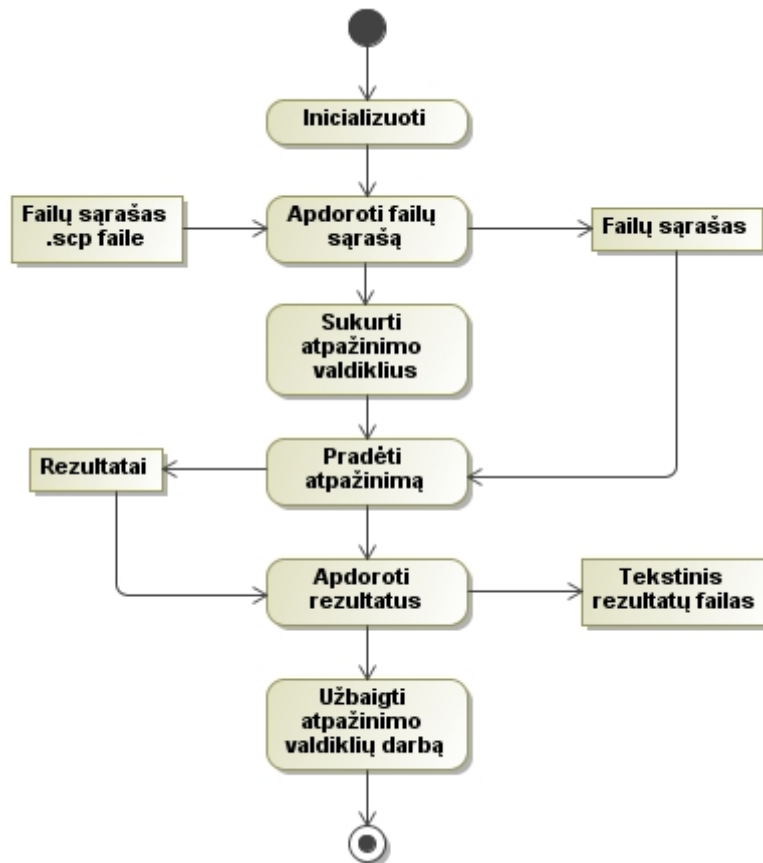 Inicializuoti
Failų sąrašas
.scp faile
Apdoroti failų
sąrašą
Failų sąrašas
Sukurti
atpažinimo
valdiklius
Rezultatai
Pradėti
atpažinimą
Apdoroti
rezultatus
Tekstinis
rezultatų failas
Užbaigti
atpažinimo
valdiklių darbą